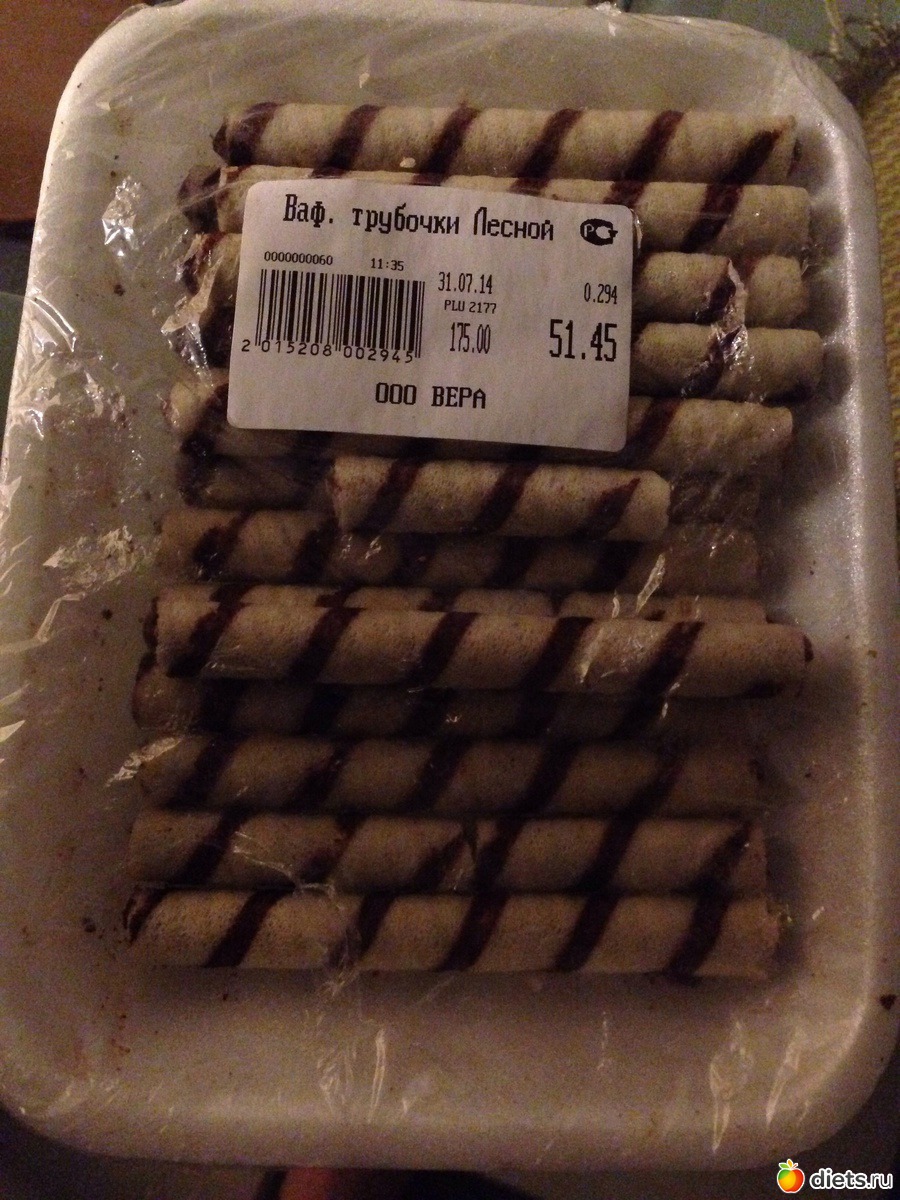 Ваф. трубочки Лесной РСТ
0000000060 11:35
31.07.14 0.294
PLU 2177
175.00 51.45
2 015208 002945
ООО ВЕРА
diets.ru